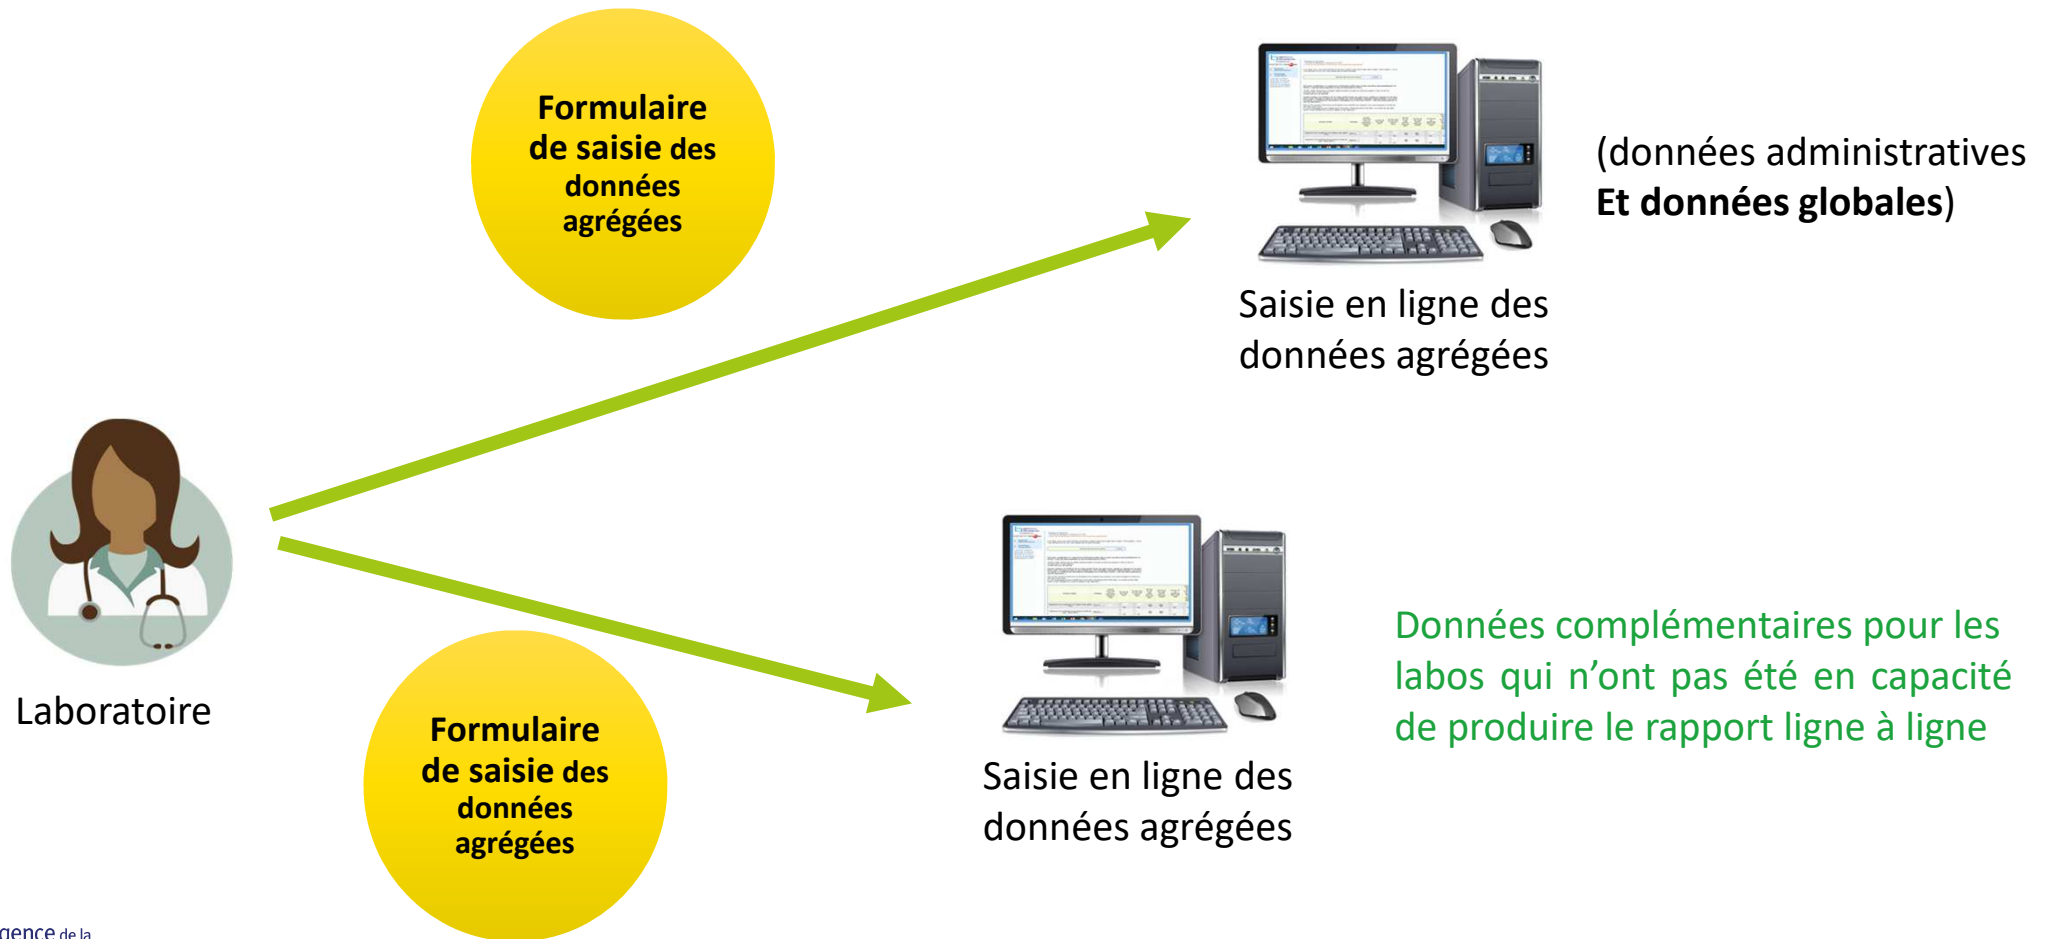 Formulaire
de saisie des
données
agrégées
(données administratives
Et données globales)
Saisie en ligne des
données agrégées
Laboratoire
Formulaire
de saisie des
données
agrégées
Saisie en ligne des
données agrégées
Données complémentaires pour les
labos qui n’ont pas été en capacité
de produire le rapport ligne à ligne
de la